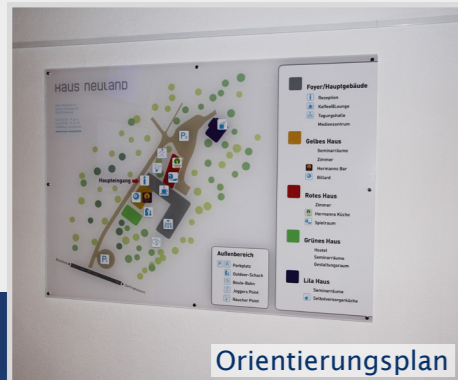 Haus neuland
Haupteingang
P
P
Foyer/Hauptgebäude
Rezeption
Kaffee@Lounge
Tagungshalle
Medienzentrum
Gelbes Haus
Seminarräume
Zimmer
Hermanns Bar
Billard
Rotes Haus
Zimmer
Hermanns Küche
Spielraum
Grünes Haus
Hostel
Seminarräume
Gestaltungsraum
Lila Haus
Seminarräume
Selbstversorgerküche
Außenbereich
Parkplatz
Outdoor-Schach
Boule-Bahn
Joggers Point
Raucher Point
Orientierungsplan